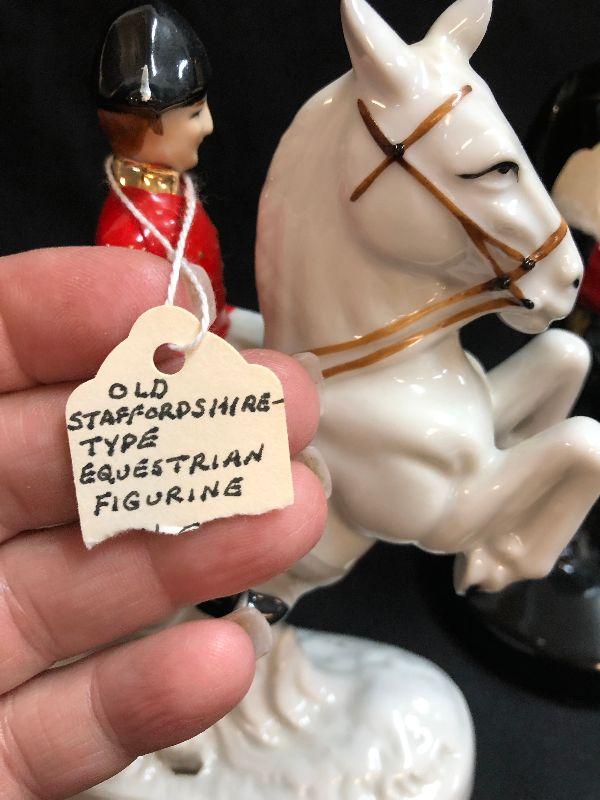 OLD
STAFFORDSHIRE-
TYPE
EQUESTRIAN
FIGURINE